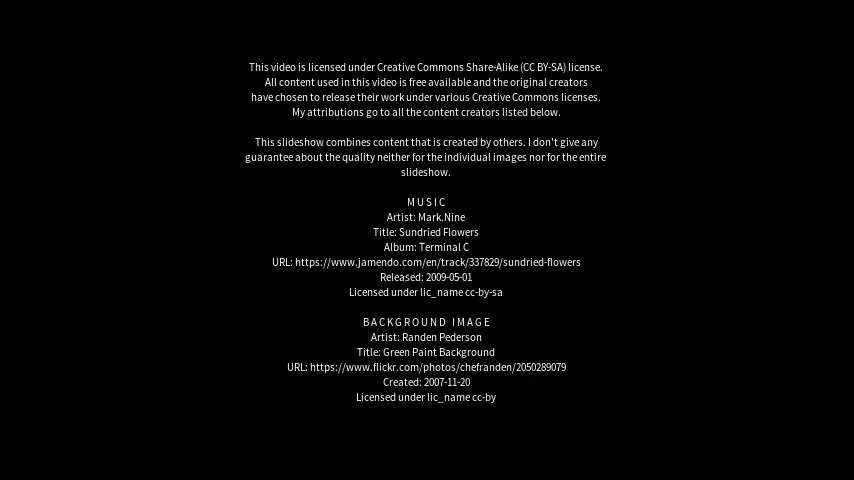 This video is licensed under Creative Commons Share-Alike (CC BY-SA) license.
All content used in this video is free available and the original creators
have chosen to release their work under various Creative Commons licenses.
My attributions go to all the content creators listed below.
This slideshow combines content that is created by others. I don't give any
guarantee about the quality neither for the individual images nor for the entire
slideshow.
MUSIC
Artist: Mark.Nine
Title: Sundried Flowers
Album: Terminal C
URL: https://www.jamendo.com/en/track/337829/sundried-flowers
Released: 2009-05-01
Licensed under lic_name cc-by-sa
BACKGROUND IMAGE
Artist: Randen Pederson
Title: Green Paint Background
URL: https://www.flickr.com/photos/chefranden/2050289079
Created: 2007-11-20
Licensed under lic_name cc-by